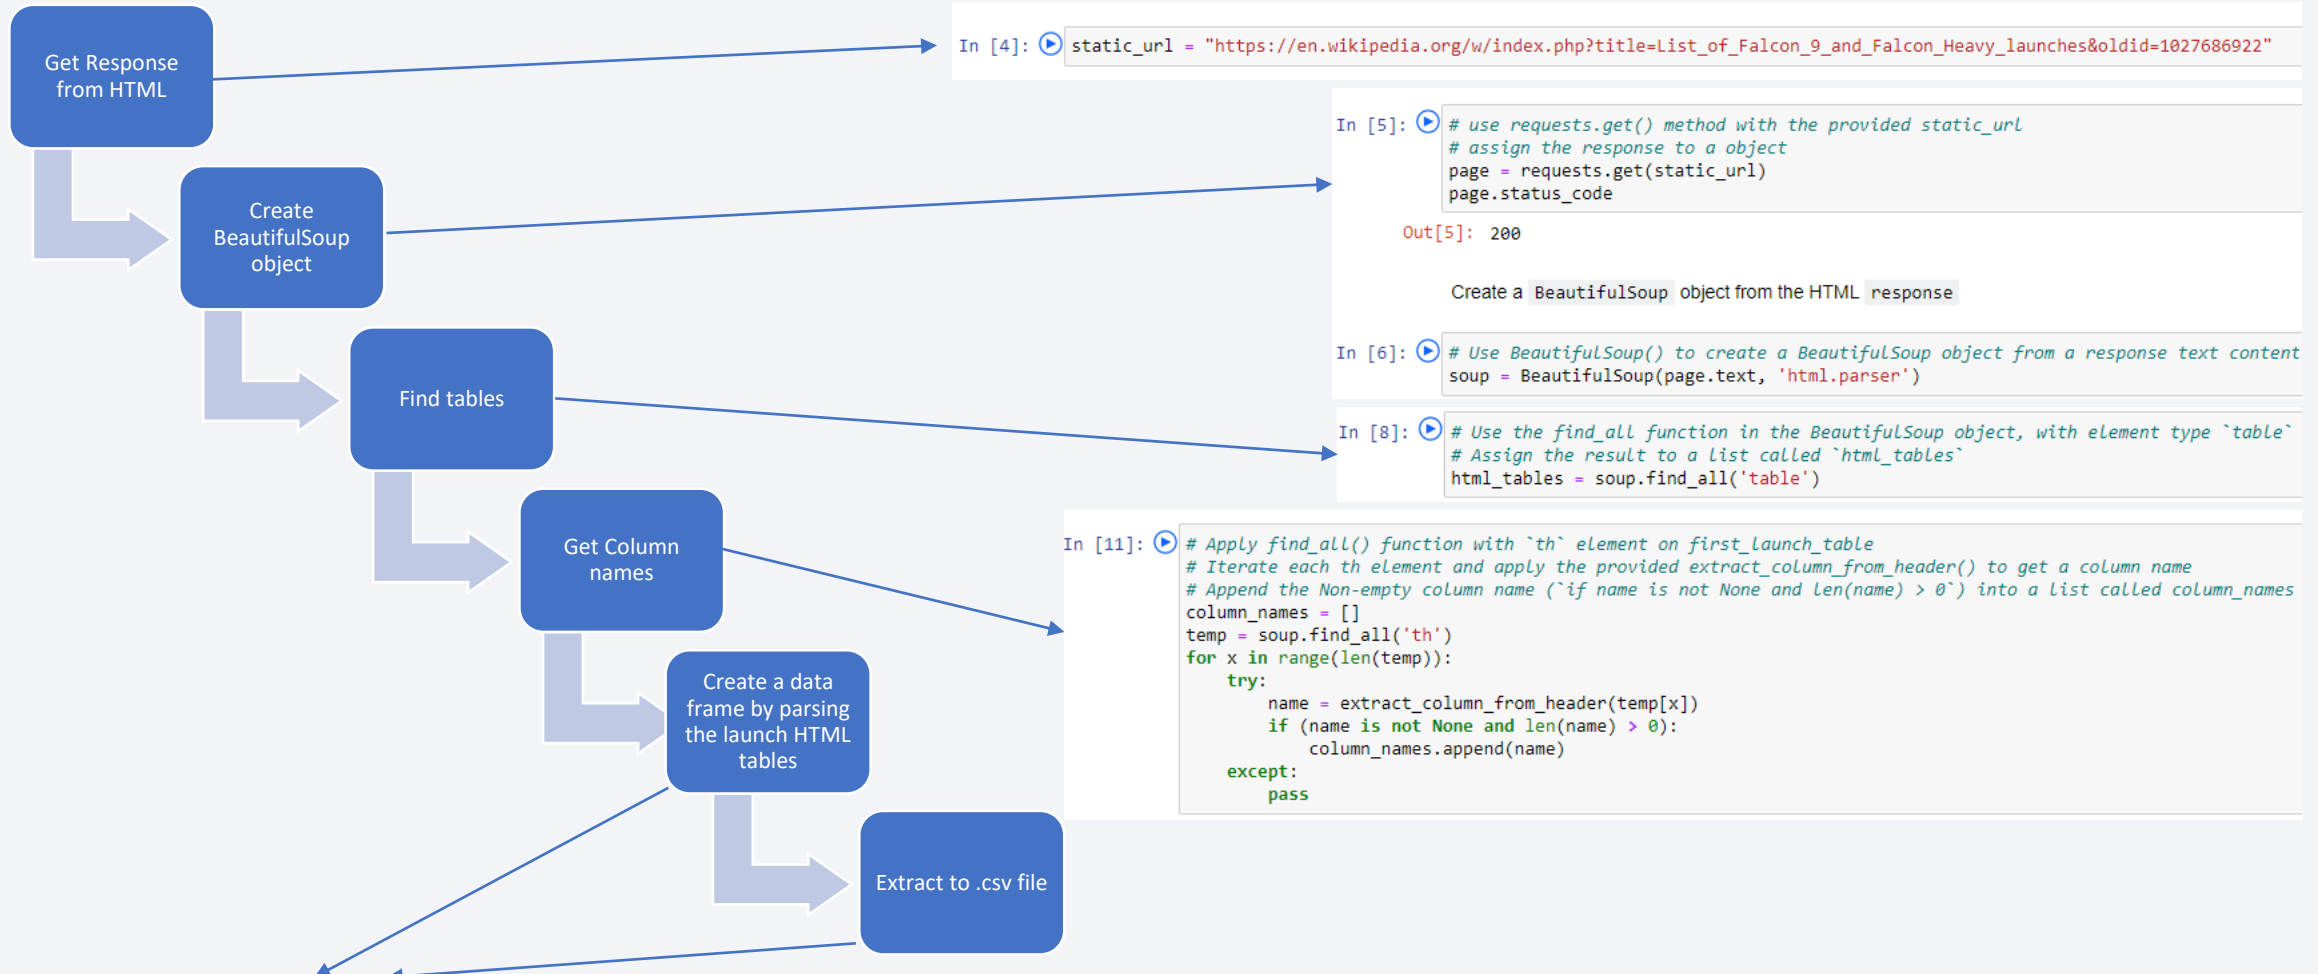 Get Response
from HTML
Create
BeautifulSoup
object
Find tables
Get Column
names
Create a data
frame by parsing
the launch HTML
tables
Extract to .csv file
In [4]: static_url = "https://en.wikipedia.org/w/index.php?title=List_of_Falcon_9_and_Falcon_Heavy_launches&oldid=1027686922"
In [5]: # use requests.get() method with the provided static_url
# assign the response to a object
page = requests.get(static_url)
page.status_code
Out[5]: 200
Create a BeautifulSoup object from the HTML response
In [6]: # Use BeautifulSoup() to create a BeautifulSoup object from a response text content
soup = BeautifulSoup(page.text, 'html.parser')
In [8]: # Use the find_all function in the BeautifulSoup object, with element type `table`
# Assign the result to a list called `html_tables`
html_tables = soup.find_all('table')
In [11]: # Apply find_all() function with `th` element on first_launch_table
# Iterate each th element and apply the provided extract_column_from_header() to get a column name
# Append the Non-empty column name (`if name is not None and len(name) > 0`) into a list called column_names
column_names = []
temp = soup.find_all('th')
for x in range(len(temp)):
    try:
        name = extract_column_from_header(temp[x])
        if (name is not None and len(name) > 0):
            column_names.append(name)
    except:
        pass